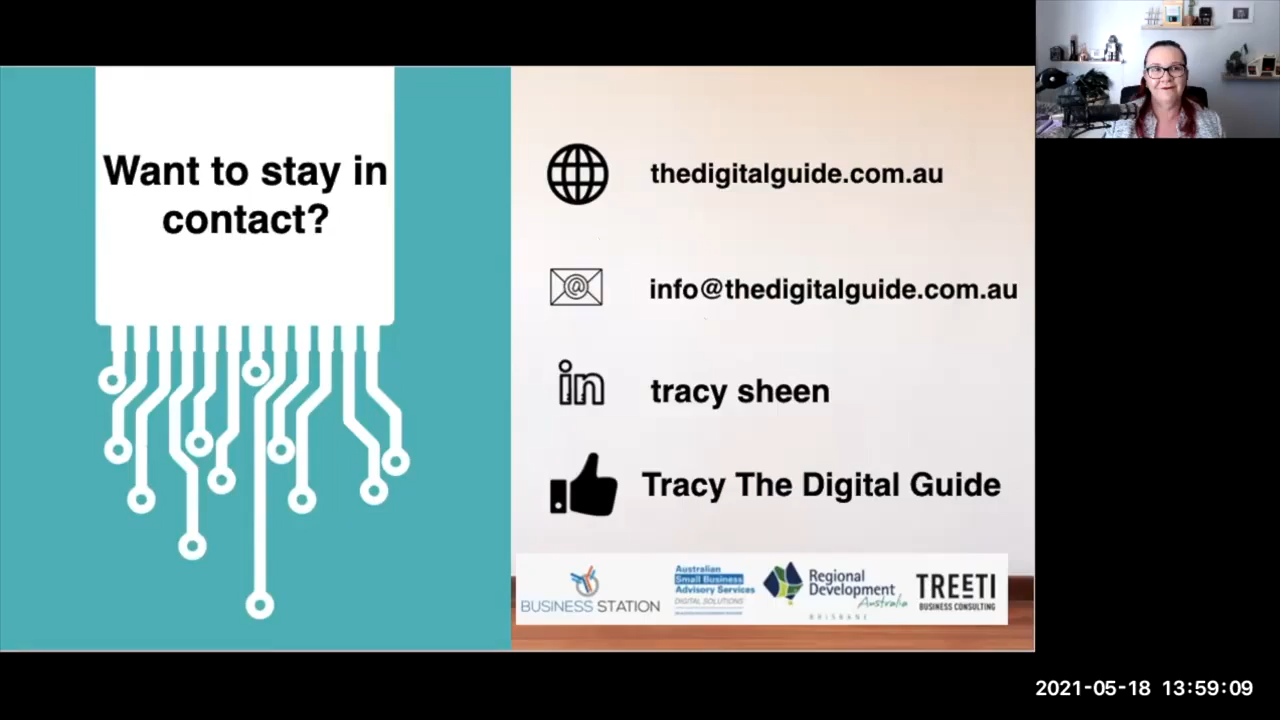 Want to stay in
contact?
thedigitalguide.com.au
info@thedigitalguide.com.au
tracy sheen
Tracy The Digital Guide
BUSINESS STATION
Australian
Small Business
Advisory Services
DIGITAL SOLUTIONS
Regional
Development
Australia
BRISBANE
TREETI
BUSINESS CONSULTING
2021-05-18 13:59:09